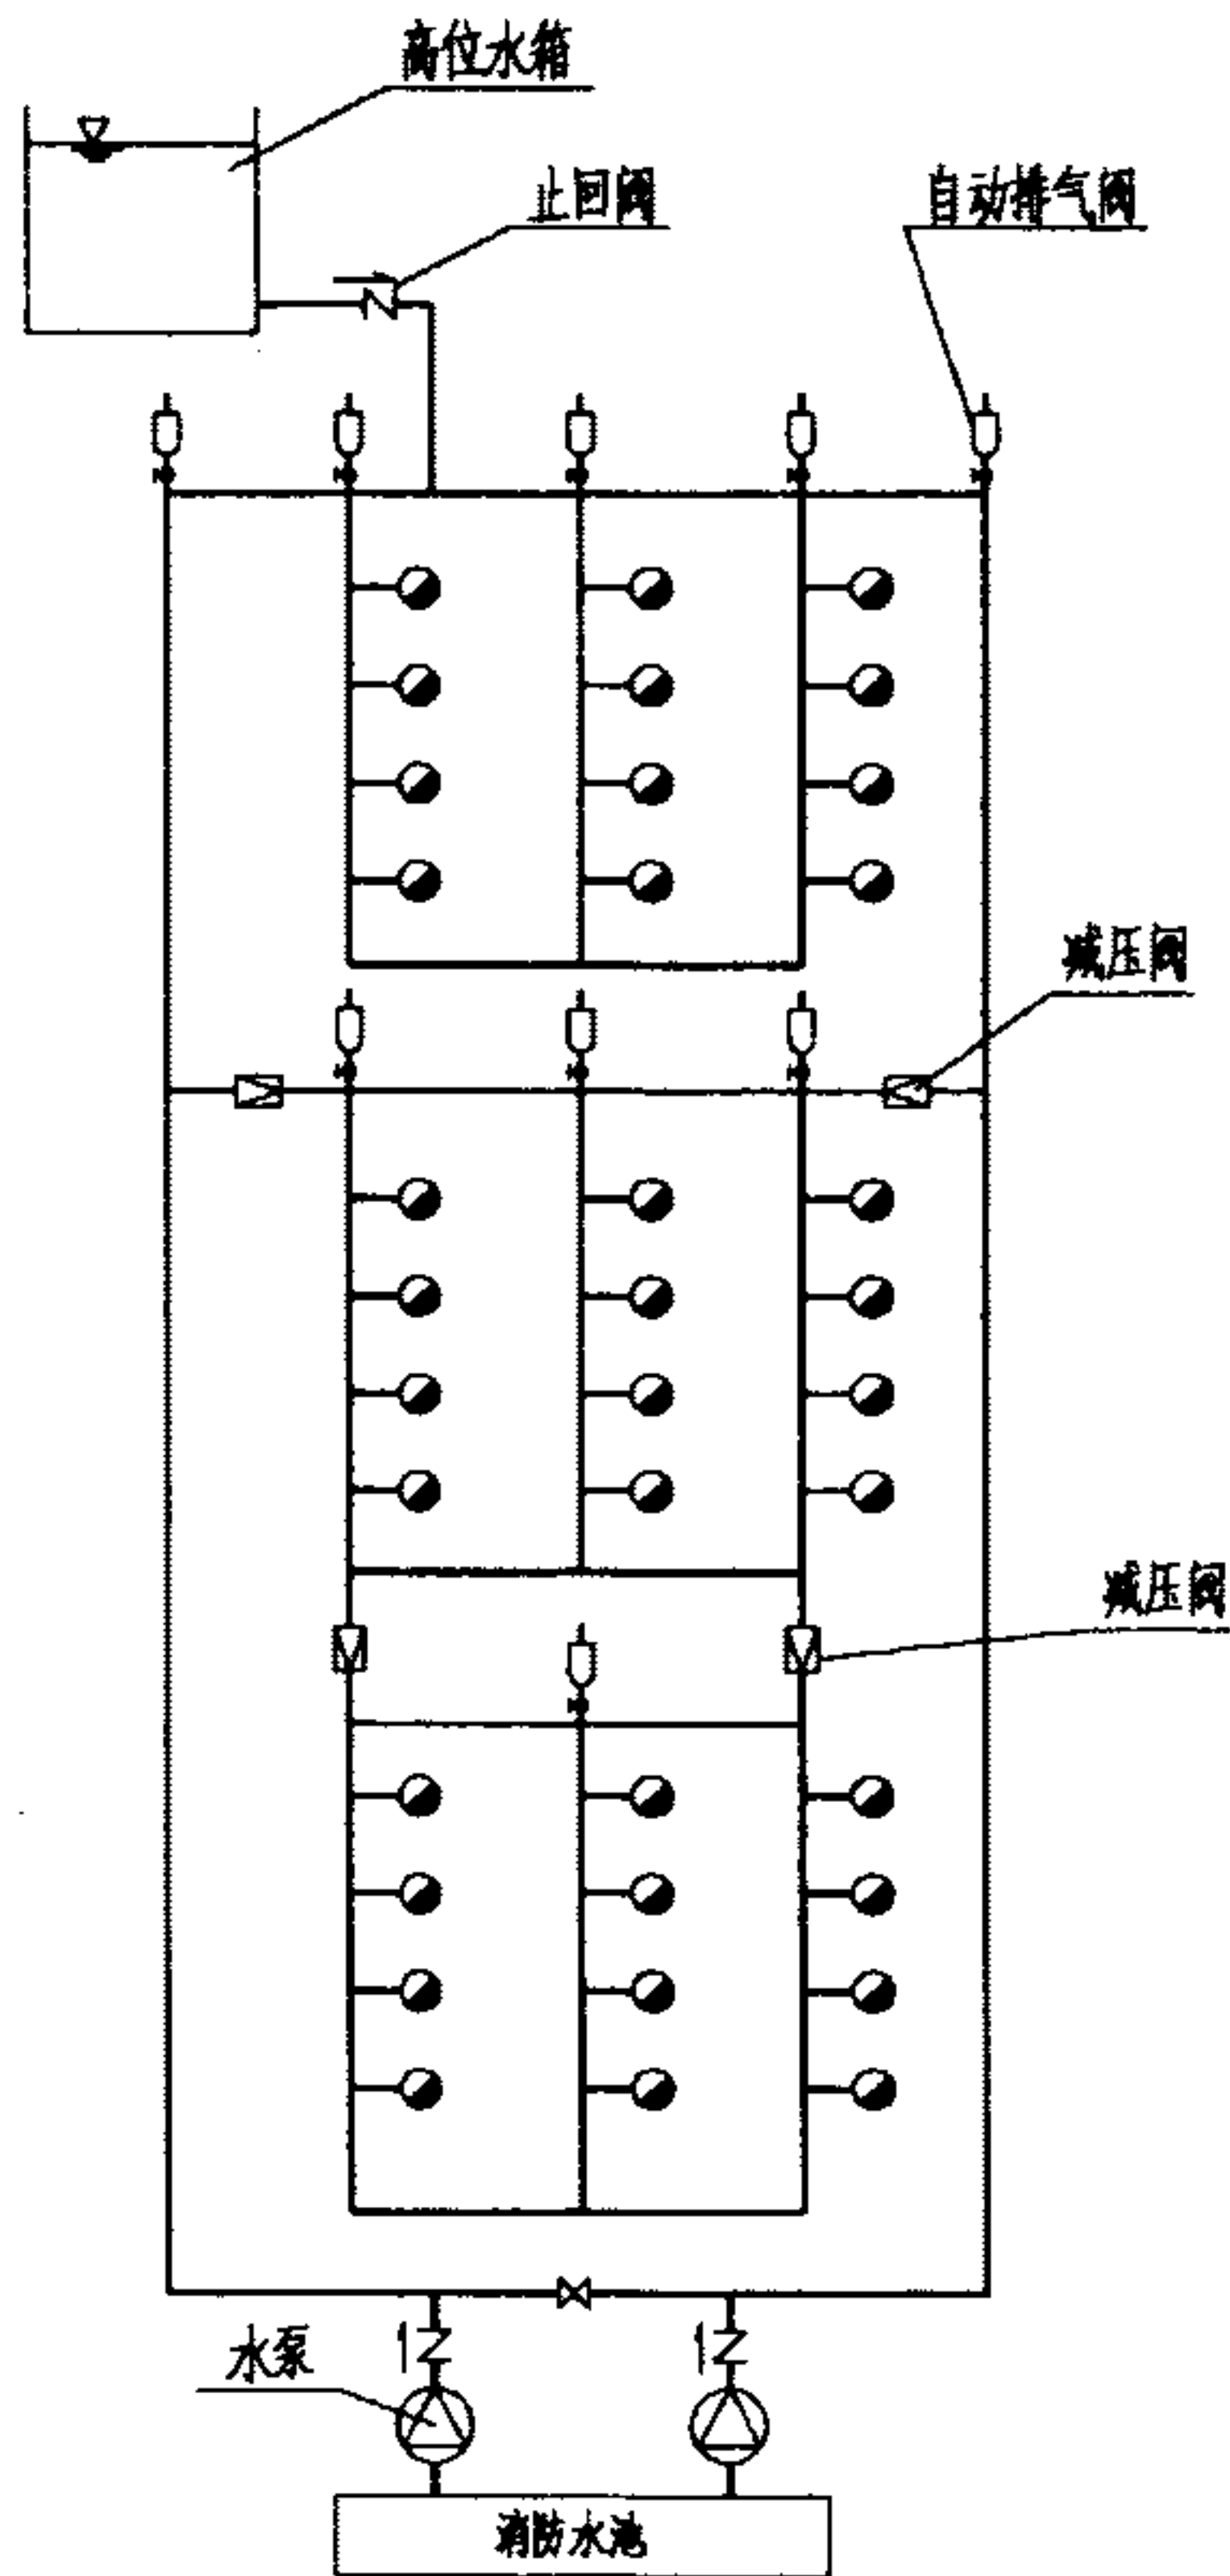 高位水箱
止回阀
自动排气阀
减压阀
减压阀
水泵
消防水池